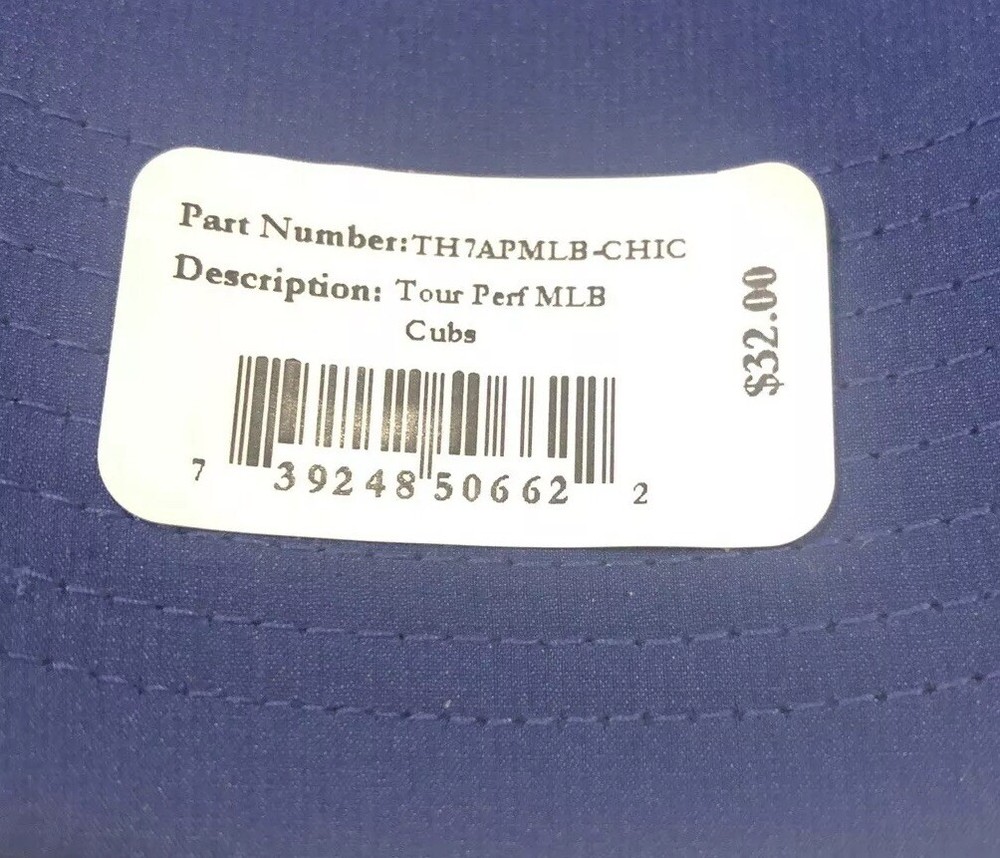 Part Number:TH7APMLB-CHIC
Description: Tour Perf MLB
Cubs
7 39248 50662 2
$32.00